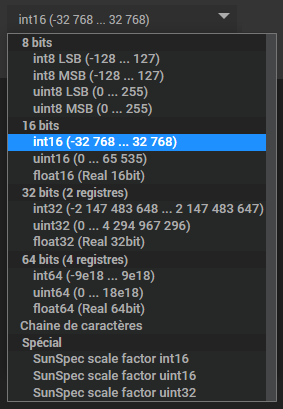 int16 (-32 768 ... 32 768)
8 bits
int8 LSB (-128 ... 127)
int8 MSB (-128 ... 127)
uint8 LSB (0 ... 255)
uint8 MSB (0 ... 255)
16 bits
int16 (-32 768 ... 32 768)
uint16 (0 ... 65 535)
float16 (Real 16bit)
32 bits (2 registres)
int32 (-2 147 483 648 ... 2 147 483 647)
uint32 (0 ... 4 294 967 296)
float32 (Real 32bit)
64 bits (4 registres)
int64 (-9e18 ... 9e18)
uint64 (0 ... 18e18)
float64 (Real 64bit)
Chaine de caractères
Spécial
SunSpec scale factor int16
SunSpec scale factor uint16
SunSpec scale factor uint32